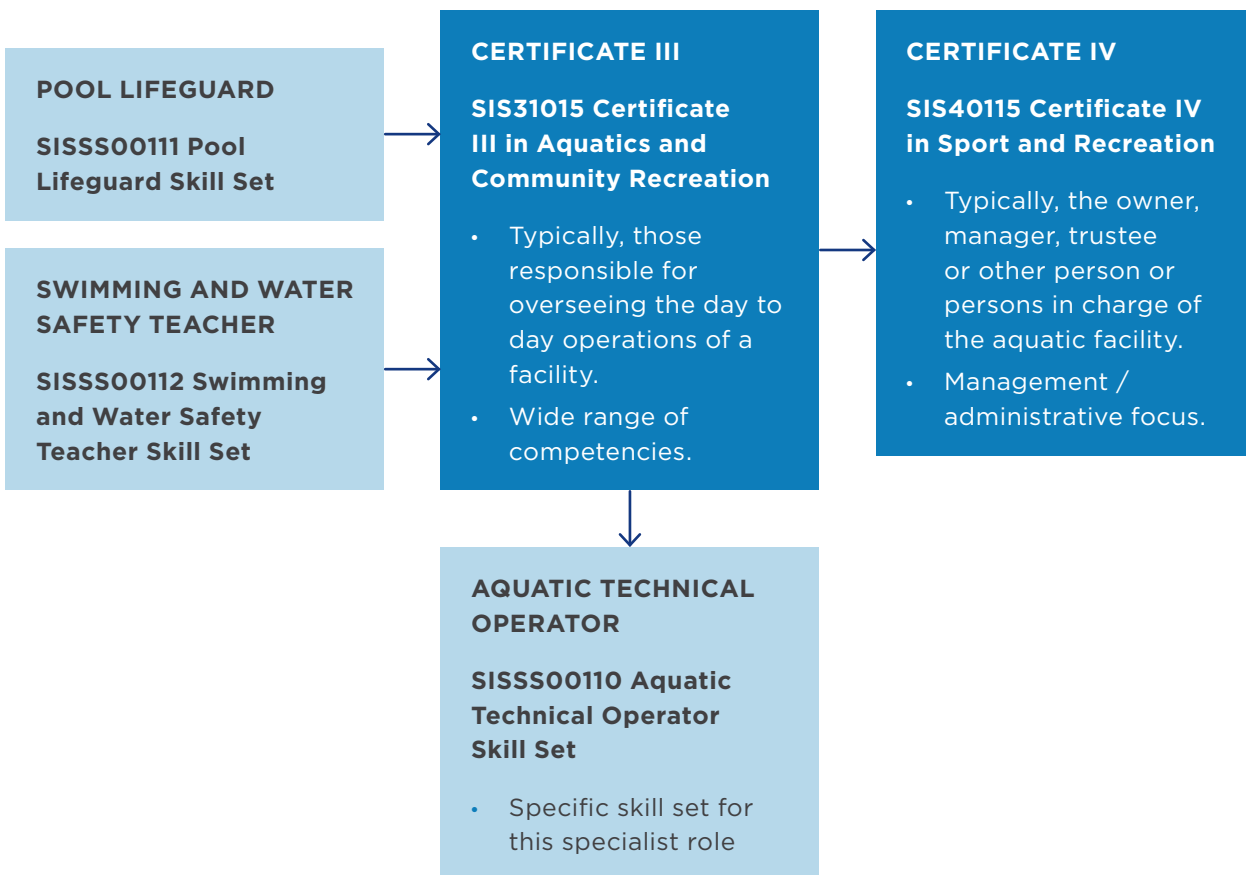 POOL LIFEGUARD
SISSS00111 Pool
Lifeguard Skill Set
SWIMMING AND WATER
SAFETY TEACHER
SISSS00112 Swimming
and Water Safety
Teacher Skill Set
CERTIFICATE III
SIS31015 Certificate
III in Aquatics and
Community Recreation
• Typically, those
responsible for
overseeing the day to
day operations of a
facility.
• Wide range of
competencies.
CERTIFICATE IV
SIS40115 Certificate IV
in Sport and Recreation
• Typically, the owner,
manager, trustee
or other person or
persons in charge of
the aquatic facility.
• Management /
administrative focus.
AQUATIC TECHNICAL
OPERATOR
SISSS00110 Aquatic
Technical Operator
Skill Set
• Specific skill set for
this specialist role